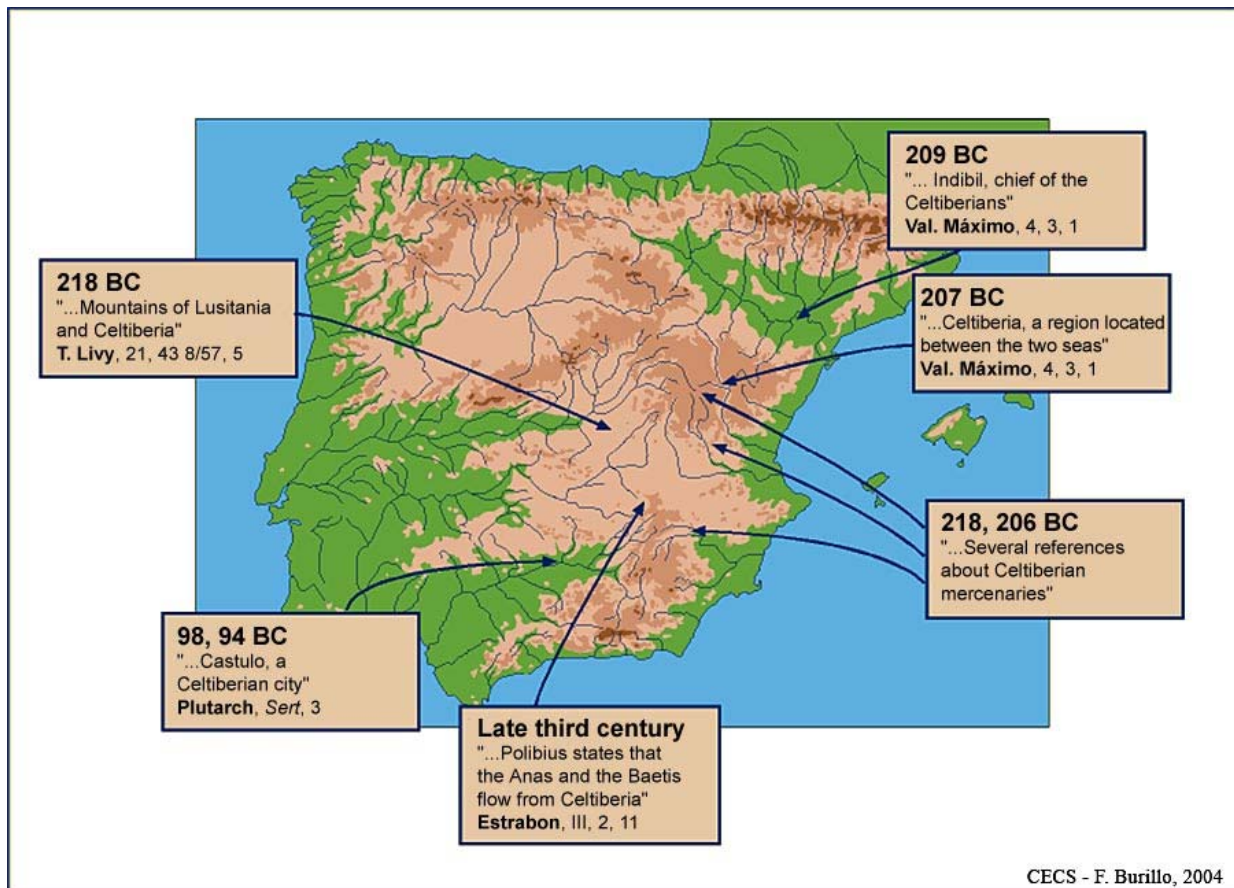 209 BC
"... Indibil, chief of the
Celtiberians"
Val. Máximo, 4, 3, 1
218 BC
"...Mountains of Lusitania
and Celtiberia"
T. Livy, 21, 43 8/57, 5
207 BC
"...Celtiberia, a region located
between the two seas"
Val. Máximo, 4, 3, 1
218, 206 BC
"...Several references
about Celtiberian
mercenaries"
98, 94 BC
"...Castulo, a
Celtiberian city"
Plutarch, Sert, 3
Late third century
"...Polibius states that
the Anas and the Baetis
flow from Celtiberia"
Estrabon, III, 2, 11
CECS - F. Burillo, 2004